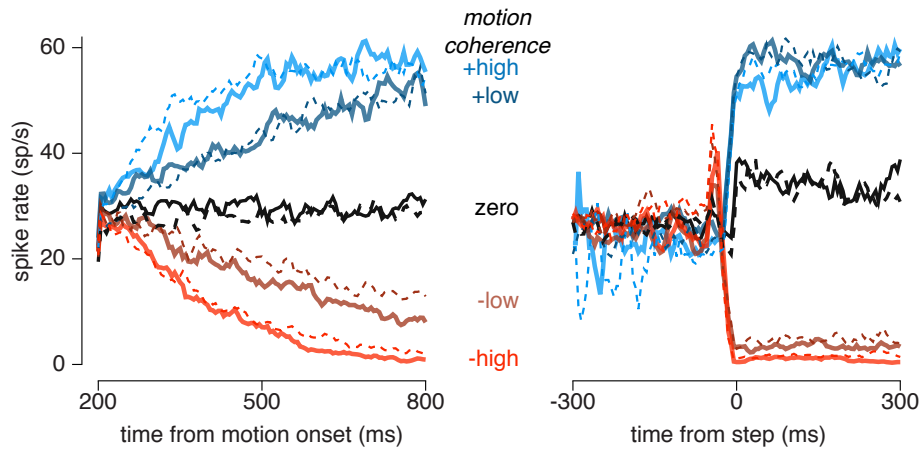 motion
coherence
+high
+low
zero
-low
-high
spike rate (sp/s)
60
40
20
0
200
500
800
time from motion onset (ms)
-300
0
300
time from step (ms)